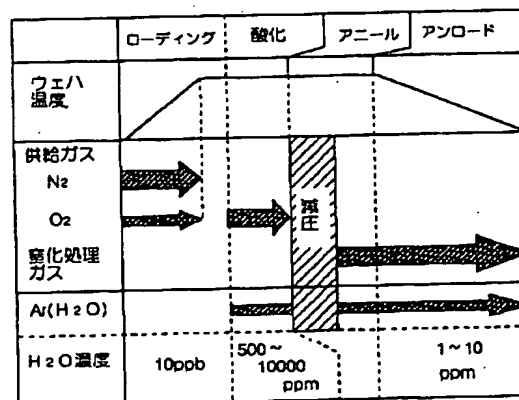 ローディング 酸化 アニール アンロード
ウェハ
温度
供給ガス
N2
O2
減
圧
窒化処理
ガス
Ar(H2O)
H2O濃度 10ppb 500～
10000
ppm
1～10
ppm